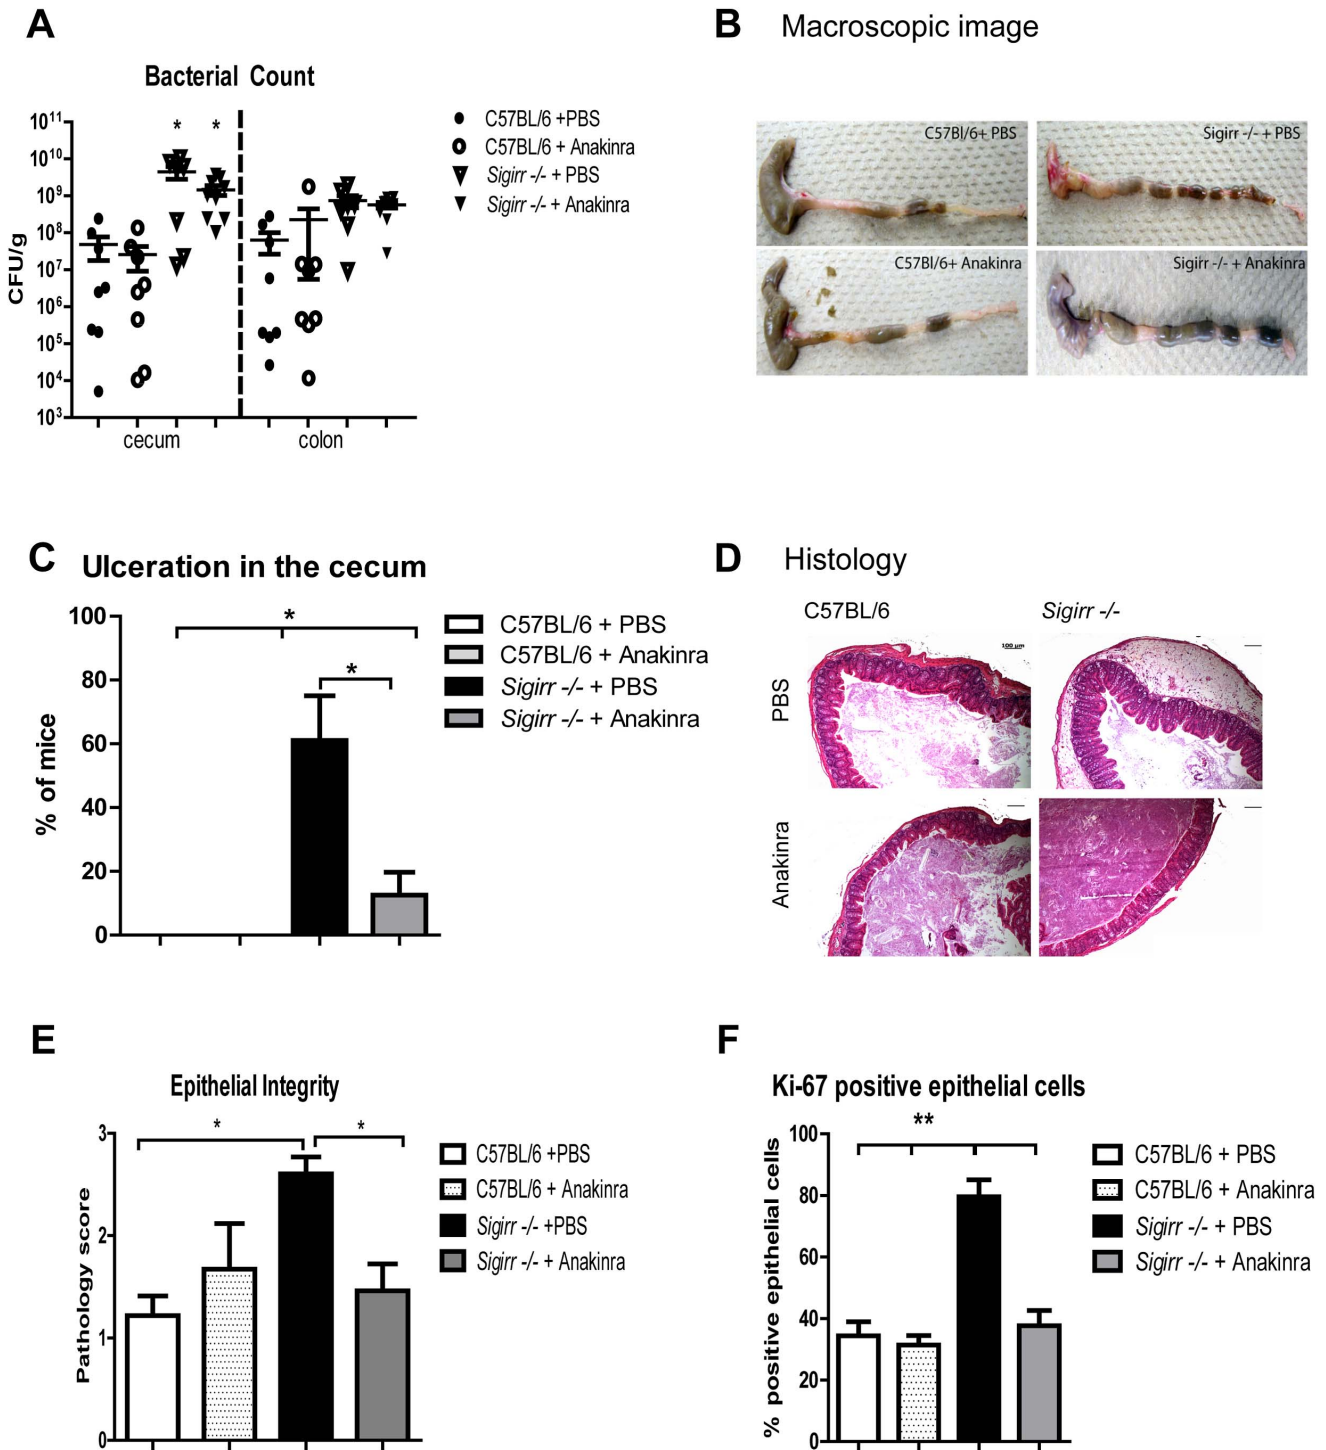 A
Bacterial Count
10¹¹
10¹⁰
10⁹
10⁸
10⁷
10⁶
10⁵
10⁴
10³
CFU/g
* *
cecum
colon
C57BL/6 +PBS
C57BL/6 + Anakinra
Sigirr -/- + PBS
Sigirr -/- + Anakinra
B Macroscopic image
C57Bl/6+ PBS
Sigirr -/- + PBS
C57Bl/6+ Anakinra
Sigirr -/- + Anakinra
C Ulceration in the cecum
100
80
60
40
20
0
% of mice
*
*
C57BL/6 + PBS
C57BL/6 + Anakinra
Sigirr -/- + PBS
Sigirr -/- + Anakinra
D Histology
C57BL/6
Sigirr -/-
PBS
Anakinra
100 µm
E
Epithelial Integrity
3
2
1
0
Pathology score
* *
C57BL/6 +PBS
C57BL/6 + Anakinra
Sigirr -/- +PBS
Sigirr -/- + Anakinra
F
Ki-67 positive epithelial cells
100
80
60
40
20
0
% positive epithelial cells
**
C57BL/6 + PBS
C57BL/6 + Anakinra
Sigirr -/- + PBS
Sigirr -/- + Anakinra